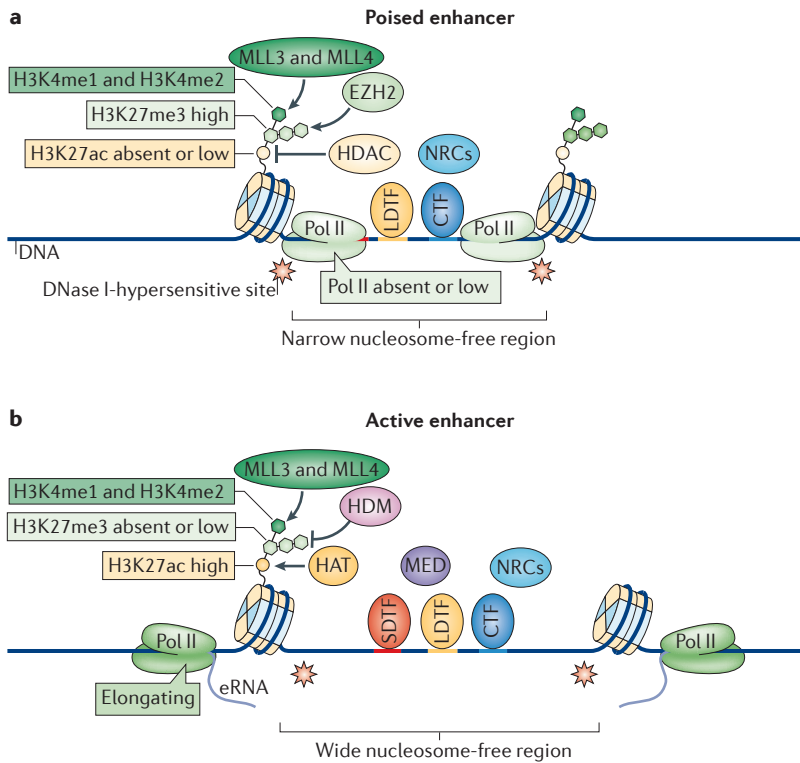 a
Poised enhancer
MLL3 and MLL4
H3K4me1 and H3K4me2
EZH2
H3K27me3 high
H3K27ac absent or low
HDAC
NRCs
LDTF
CTF
Pol II
Pol II
DNA
DNase I-hypersensitive site
Pol II absent or low
Narrow nucleosome-free region
b
Active enhancer
MLL3 and MLL4
H3K4me1 and H3K4me2
HDM
H3K27me3 absent or low
H3K27ac high
HAT
MED
NRCs
SDTF
LDTF
CTF
Pol II
Pol II
Elongating
eRNA
Wide nucleosome-free region